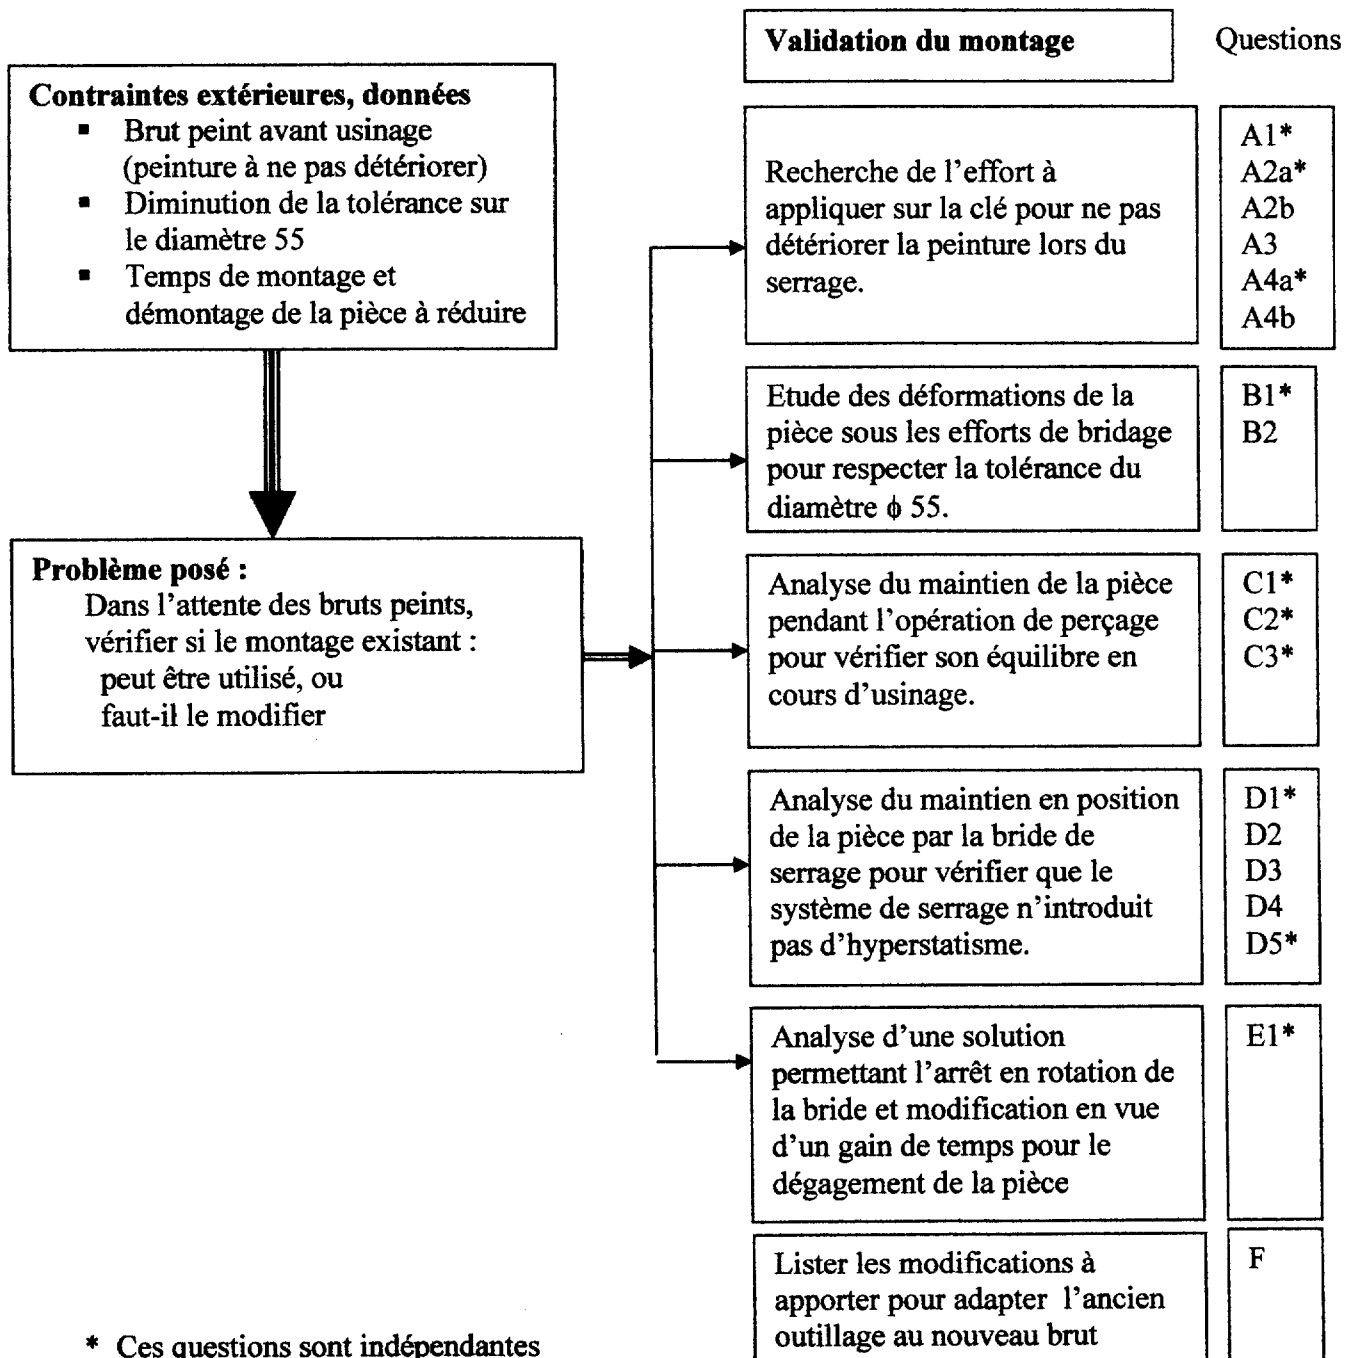 Contraintes extérieures, données
▪ Brut peint avant usinage
(peinture à ne pas détériorer)
▪ Diminution de la tolérance sur
le diamètre 55
▪ Temps de montage et
démontage de la pièce à réduire
Problème posé :
Dans l'attente des bruts peints,
vérifier si le montage existant :
peut être utilisé, ou
faut-il le modifier
Validation du montage
Questions
Recherche de l'effort à
appliquer sur la clé pour ne pas
détériorer la peinture lors du
serrage.
A1*
A2a*
A2b
A3
A4a*
A4b
Etude des déformations de la
pièce sous les efforts de bridage
pour respecter la tolérance du
diamètre ϕ 55.
B1*
B2
Analyse du maintien de la pièce
pendant l'opération de perçage
pour vérifier son équilibre en
cours d'usinage.
C1*
C2*
C3*
Analyse du maintien en position
de la pièce par la bride de
serrage pour vérifier que le
système de serrage n'introduit
pas d'hyperstatisme.
D1*
D2
D3
D4
D5*
Analyse d'une solution
permettant l'arrêt en rotation de
la bride et modification en vue
d'un gain de temps pour le
dégagement de la pièce
E1*
Lister les modifications à
apporter pour adapter l'ancien
outillage au nouveau brut
F
* Ces questions sont indépendantes